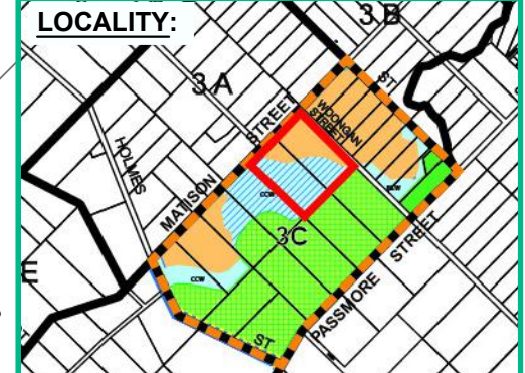 LOCALITY:
3 B
3 A
ST
WOONGAN
STREET
STREET
HOLMES
MATISON
CCW
3C
E
CCW
STREET
PASSMORE
ST